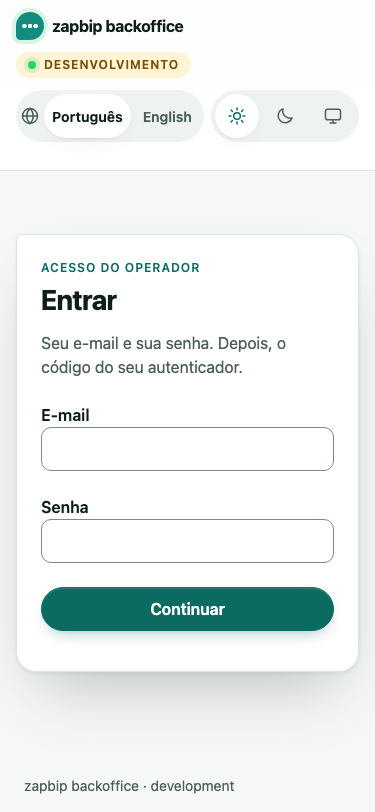 zapbip backoffice
DESENVOLVIMENTO
Português English
ACESSO DO OPERADOR
Entrar
Seu e-mail e sua senha. Depois, o
código do seu autenticador.
E-mail
Senha
Continuar
zapbip backoffice · development